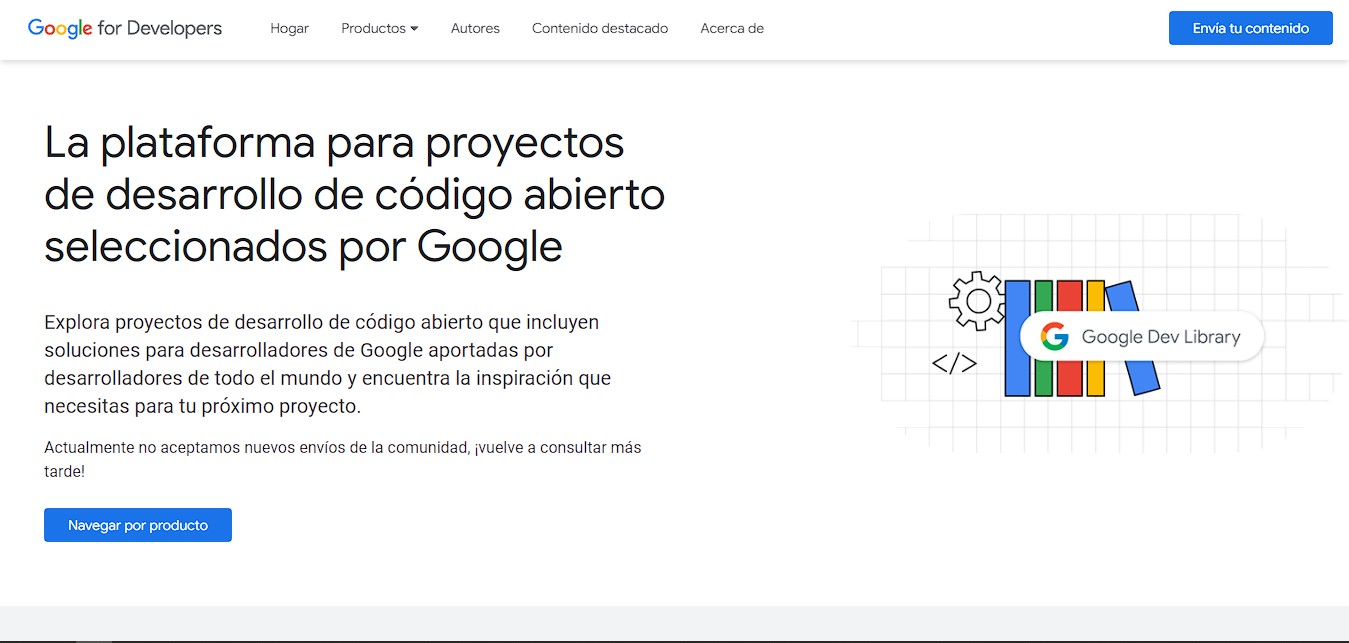 Google for Developers
Hogar
Productos
Autores
Contenido destacado
Acerca de
Envía tu contenido
La plataforma para proyectos
de desarrollo de código abierto
seleccionados por Google
Explora proyectos de desarrollo de código abierto que incluyen
soluciones para desarrolladores de Google aportadas por
desarrolladores de todo el mundo y encuentra la inspiración que
necesitas para tu próximo proyecto.
Actualmente no aceptamos nuevos envíos de la comunidad, ¡vuelve a consultar más
tarde!
Navegar por producto
</>
G Google Dev Library